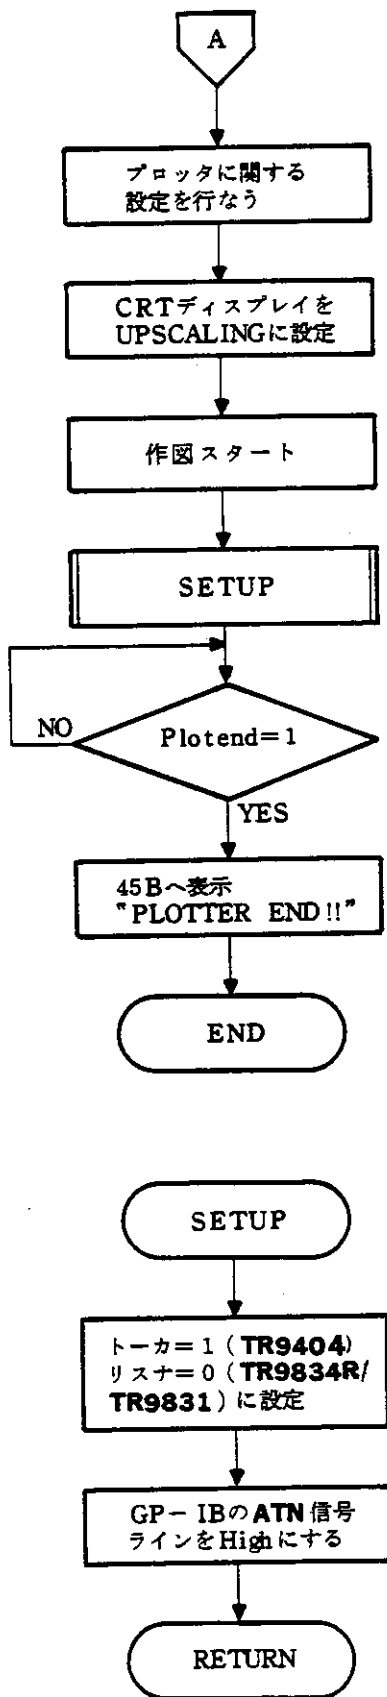 A
プロッタに関する
設定を行なう
CRTディスプレイを
UPSCALINGに設定
作図スタート
SETUP
NO
Plotend=1
YES
45Bへ表示
"PLOTTER END!!"
END
SETUP
トーカ=1(TR9404)
リスナ=0(TR9834R/
TR9831)に設定
GP-IBのATN信号
ラインをHighにする
RETURN